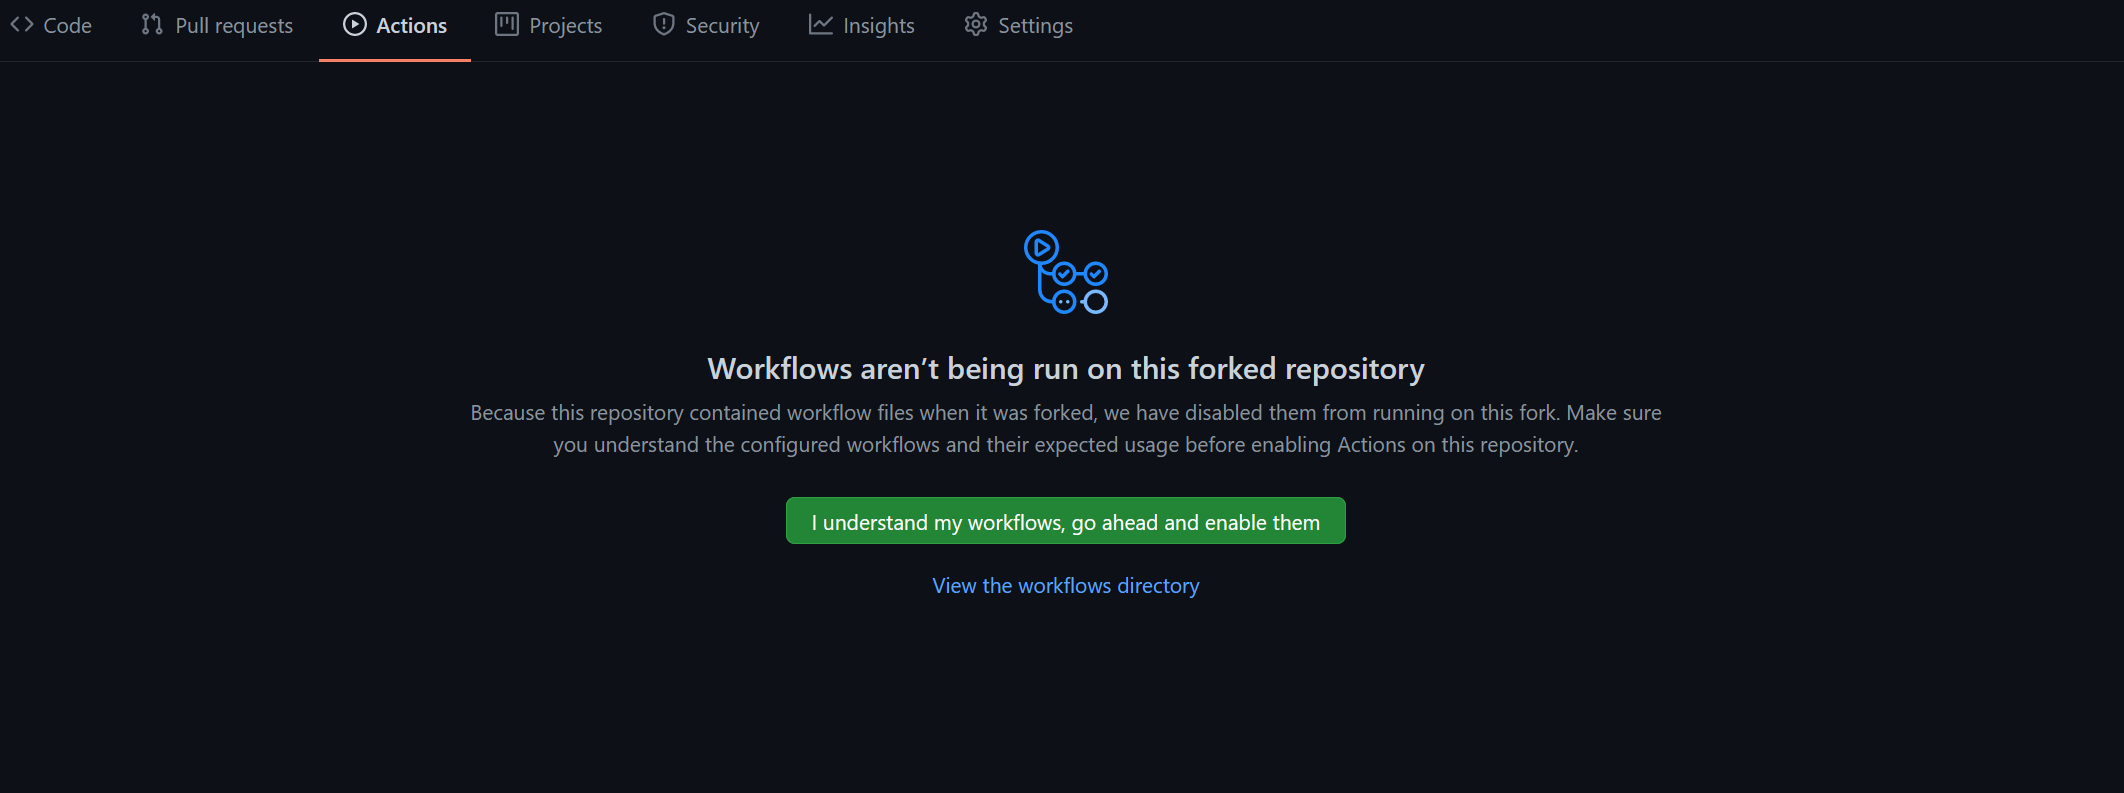 Code Pull requests Actions Projects Security Insights Settings
Workflows aren’t being run on this forked repository
Because this repository contained workflow files when it was forked, we have disabled them from running on this fork. Make sure
you understand the configured workflows and their expected usage before enabling Actions on this repository.
I understand my workflows, go ahead and enable them
View the workflows directory